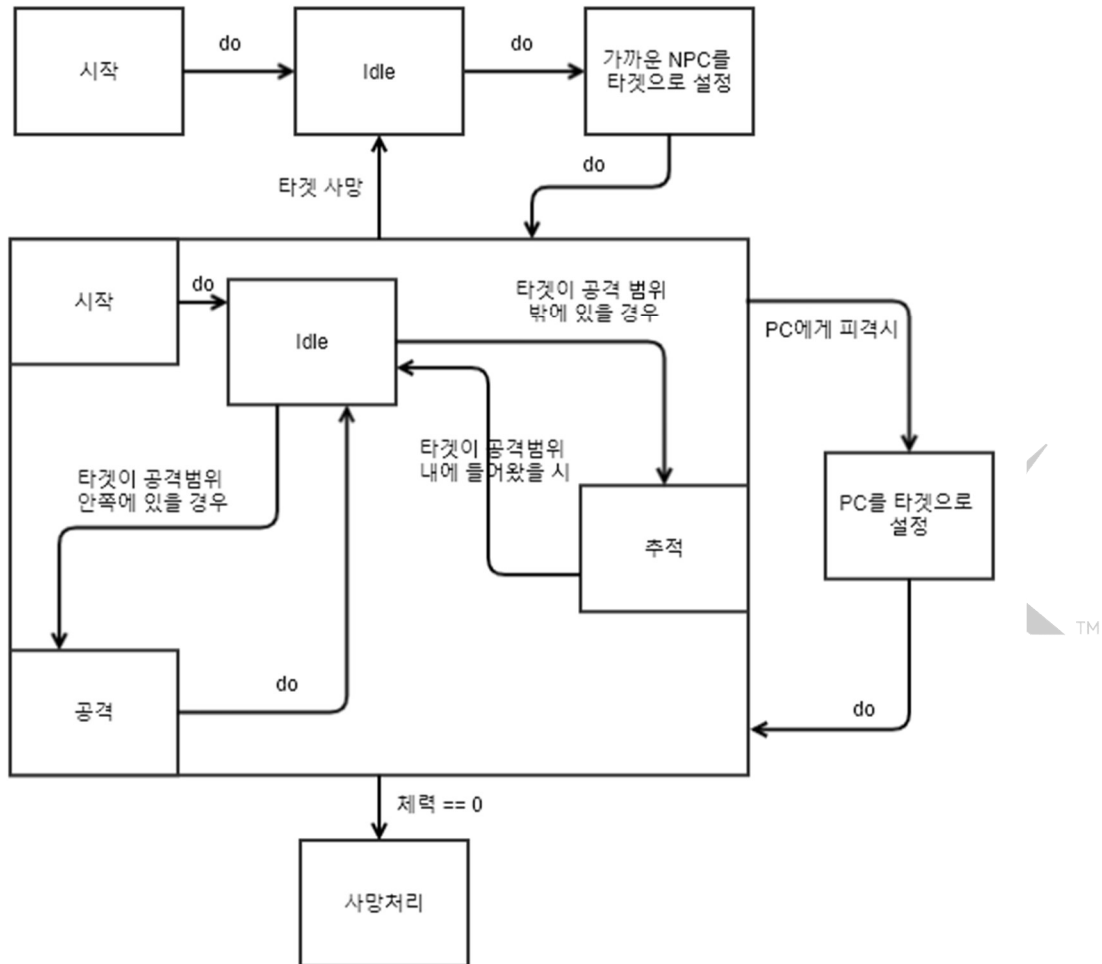 do
do
시작
Idle
가까운 NPC를
타겟으로 설정
do
타겟 사망
시작
do
Idle
타겟이 공격 범위
밖에 있을 경우
PC에게 피격시
타겟이 공격범위
내에 들어왔을 시
타겟이 공격범위
안쪽에 있을 경우
PC를 타겟으로
설정
추적
TM
do
공격
do
체력 == 0
사망처리